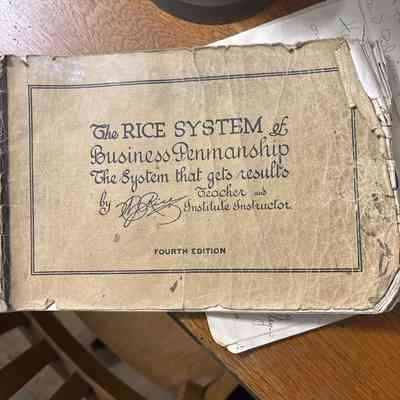 The RICE SYSTEM of
Business Penmanship
The System that gets results
by Teacher and
Institute Instructor
FOURTH EDITION